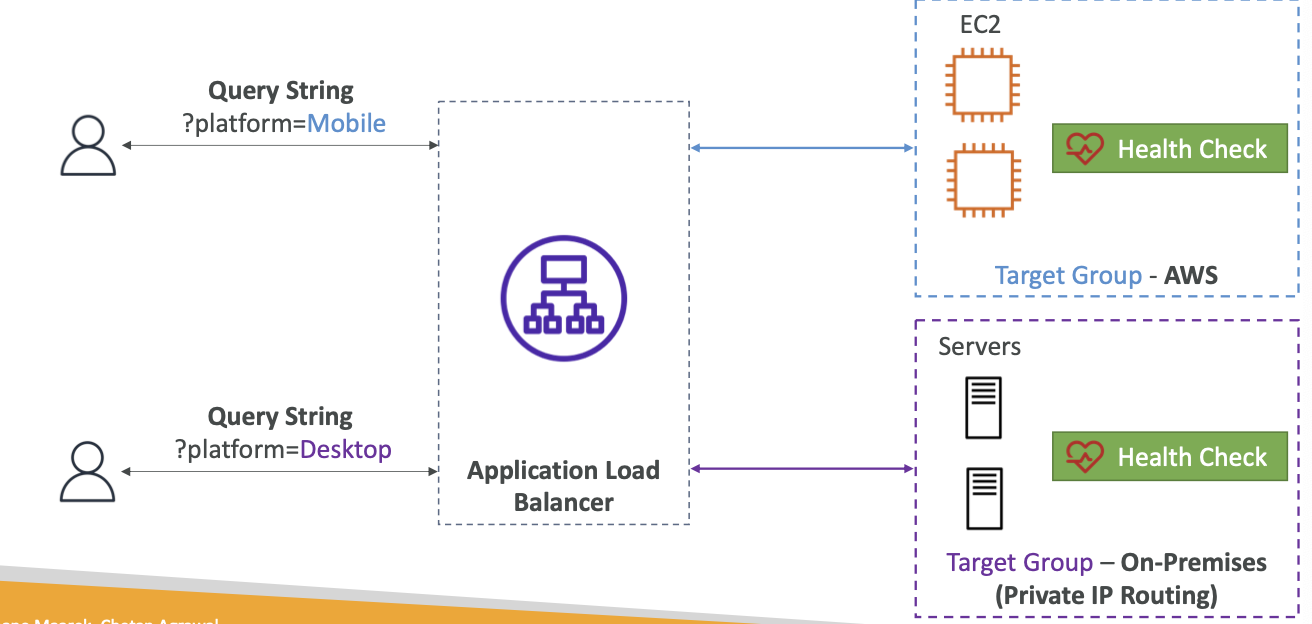 EC2
Query String
?platform=Mobile
Health Check
Target Group - AWS
Servers
Query String
?platform=Desktop
Health Check
Application Load
Balancer
Target Group – On-Premises
(Private IP Routing)